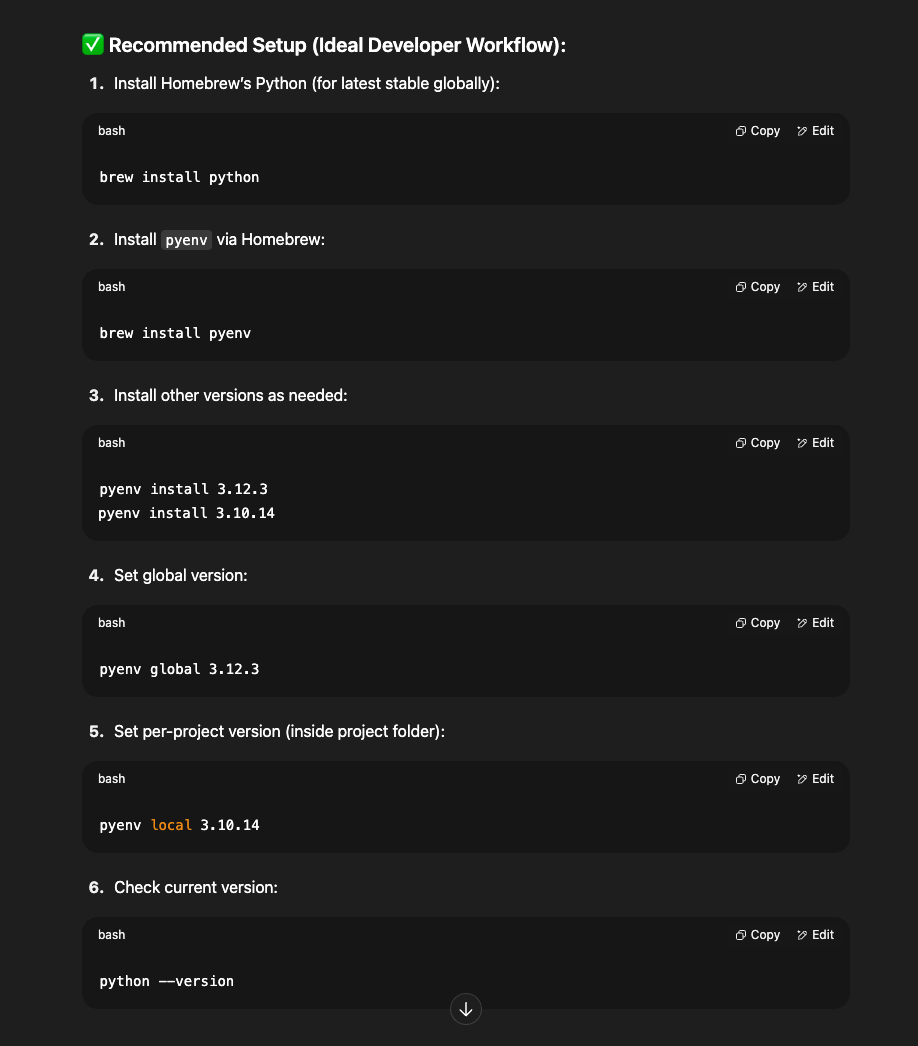 ✅ Recommended Setup (Ideal Developer Workflow):
1. Install Homebrew’s Python (for latest stable globally):
bash Copy Edit
brew install python
2. Install pyenv via Homebrew:
bash Copy Edit
brew install pyenv
3. Install other versions as needed:
bash Copy Edit
pyenv install 3.12.3
pyenv install 3.10.14
4. Set global version:
bash Copy Edit
pyenv global 3.12.3
5. Set per-project version (inside project folder):
bash Copy Edit
pyenv local 3.10.14
6. Check current version:
bash Copy Edit
python --version